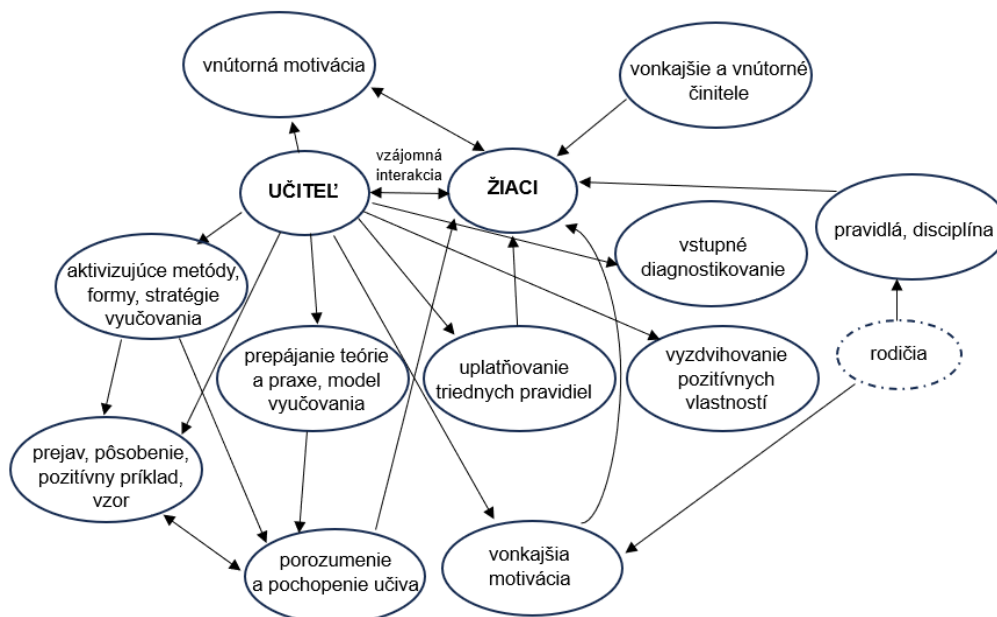 vnútorná motivácia
vonkajšie a vnútorné
činitele
vzájomná
interakcia
UČITEĽ
ŽIACI
pravidlá, disciplína
vstupné
diagnostikovanie
aktivizujúce metódy,
formy, stratégie
vyučovania
prepájanie teórie
a praxe, model
vyučovania
uplatňovanie
triednych pravidiel
vyzdvihovanie
pozitívnych
vlastností
rodičia
prejav, pôsobenie,
pozitívny príklad,
vzor
porozumenie
a pochopenie učiva
vonkajšia
motivácia